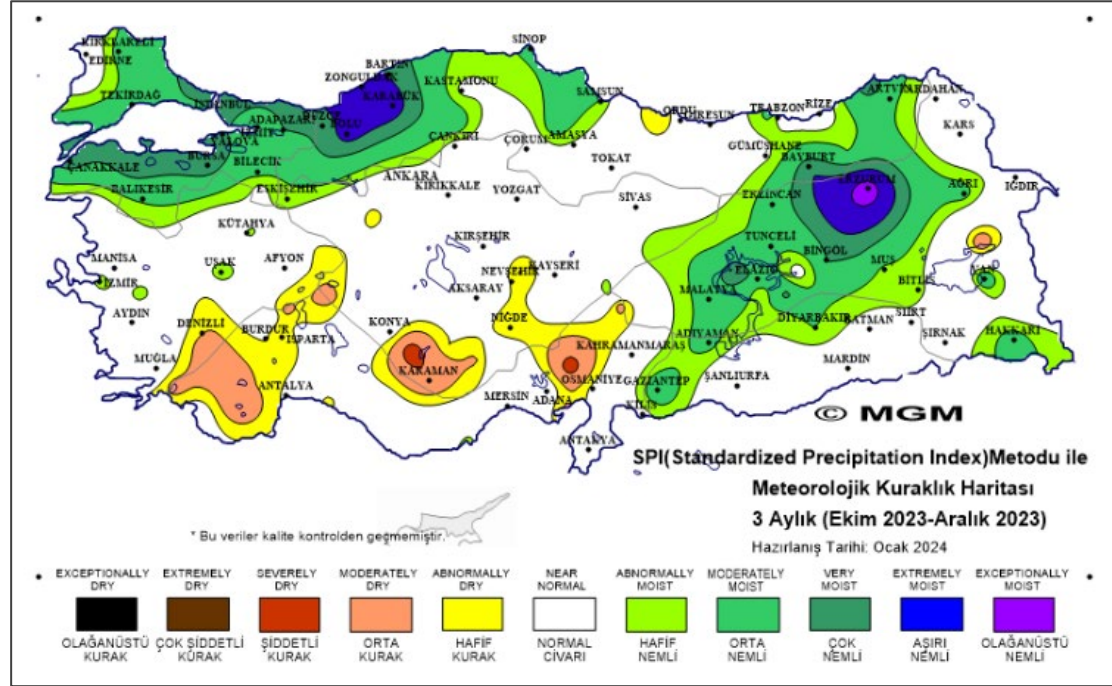 SİNOP
KIRKLARELİ
EDİRNE
BARTIN
ZONGULDAK
KASTAMONU
KARABÜK
TEKİRDAĞ
İSTANBUL
SAMSUN
ORDU
GİRESUN
TRABZON
RİZE
ARTVİN
ARDAHAN
ADAPAZARI
DÜZCE
BOLU
KARS
YALOVA
ÇANKIRI
ÇORUM
AMASYA
GÜMÜŞHANE
BURSA
BİLECİK
TOKAT
BAYBURT
ÇANAKKALE
ANKARA
ERZURUM
BALIKESİR
ESKİŞEHİR
KIRIKKALE
YOZGAT
SİVAS
ERZİNCAN
AĞRI
IĞDIR
KÜTAHYA
KIRŞEHİR
TUNCELİ
MANİSA
UŞAK
AFYON
NEVŞEHİR
KAYSERİ
BİNGÖL
MUŞ
İZMİR
AKSARAY
ELAZIĞ
BİTLİS
VAN
MALATYA
AYDIN
DENİZLİ
BURDUR
ISPARTA
KONYA
NİĞDE
ADIYAMAN
DİYARBAKIR
BATMAN
SİİRT
ŞIRNAK
HAKKARİ
MUĞLA
KARAMAN
KAHRAMANMARAŞ
MARDİN
ANTALYA
MERSİN
ADANA
OSMANİYE
GAZİANTEP
ŞANLIURFA
KİLİS
ANTAKYA
© MGM
SPI(Standardized Precipitation Index)Metodu ile
Meteorolojik Kuraklık Haritası
3 Aylık (Ekim 2023-Aralık 2023)
Hazırlanış Tarihi: Ocak 2024
* Bu veriler kalite kontrolden geçmemiştir.
EXCEPTIONALLY DRY
EXTREMELY DRY
SEVERELY DRY
MODERATELY DRY
ABNORMALLY DRY
NEAR NORMAL
ABNORMALLY MOIST
MODERATELY MOIST
VERY MOIST
EXTREMELY MOIST
EXCEPTIONALLY MOIST
OLAĞANÜSTÜ KURAK
ÇOK ŞİDDETLİ KURAK
ŞİDDETLİ KURAK
ORTA KURAK
HAFİF KURAK
NORMAL CİVARI
HAFİF NEMLİ
ORTA NEMLİ
ÇOK NEMLİ
AŞIRI NEMLİ
OLAĞANÜSTÜ NEMLİ